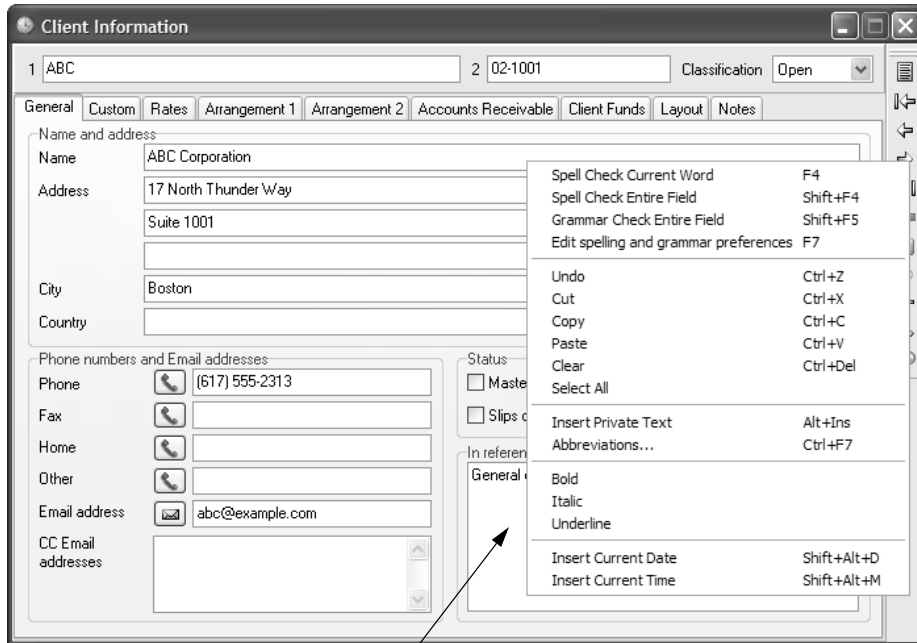 Client Information
1 ABC 2 02-1001 Classification Open
General Custom Rates Arrangement 1 Arrangement 2 Accounts Receivable Client Funds Layout Notes
Name and address
Name ABC Corporation
Address 17 North Thunder Way
Suite 1001
City Boston
Country
Spell Check Current Word F4
Spell Check Entire Field Shift+F4
Grammar Check Entire Field Shift+F5
Edit spelling and grammar preferences F7
Undo Ctrl+Z
Cut Ctrl+X
Copy Ctrl+C
Paste Ctrl+V
Clear Ctrl+Del
Select All
Insert Private Text Alt+Ins
Abbreviations... Ctrl+F7
Bold
Italic
Underline
Insert Current Date Shift+Alt+D
Insert Current Time Shift+Alt+M
Phone numbers and Email addresses
Phone (617) 555-2313
Fax
Home
Other
Email address abc@example.com
CC Email
addresses
Status
Slips
In
General